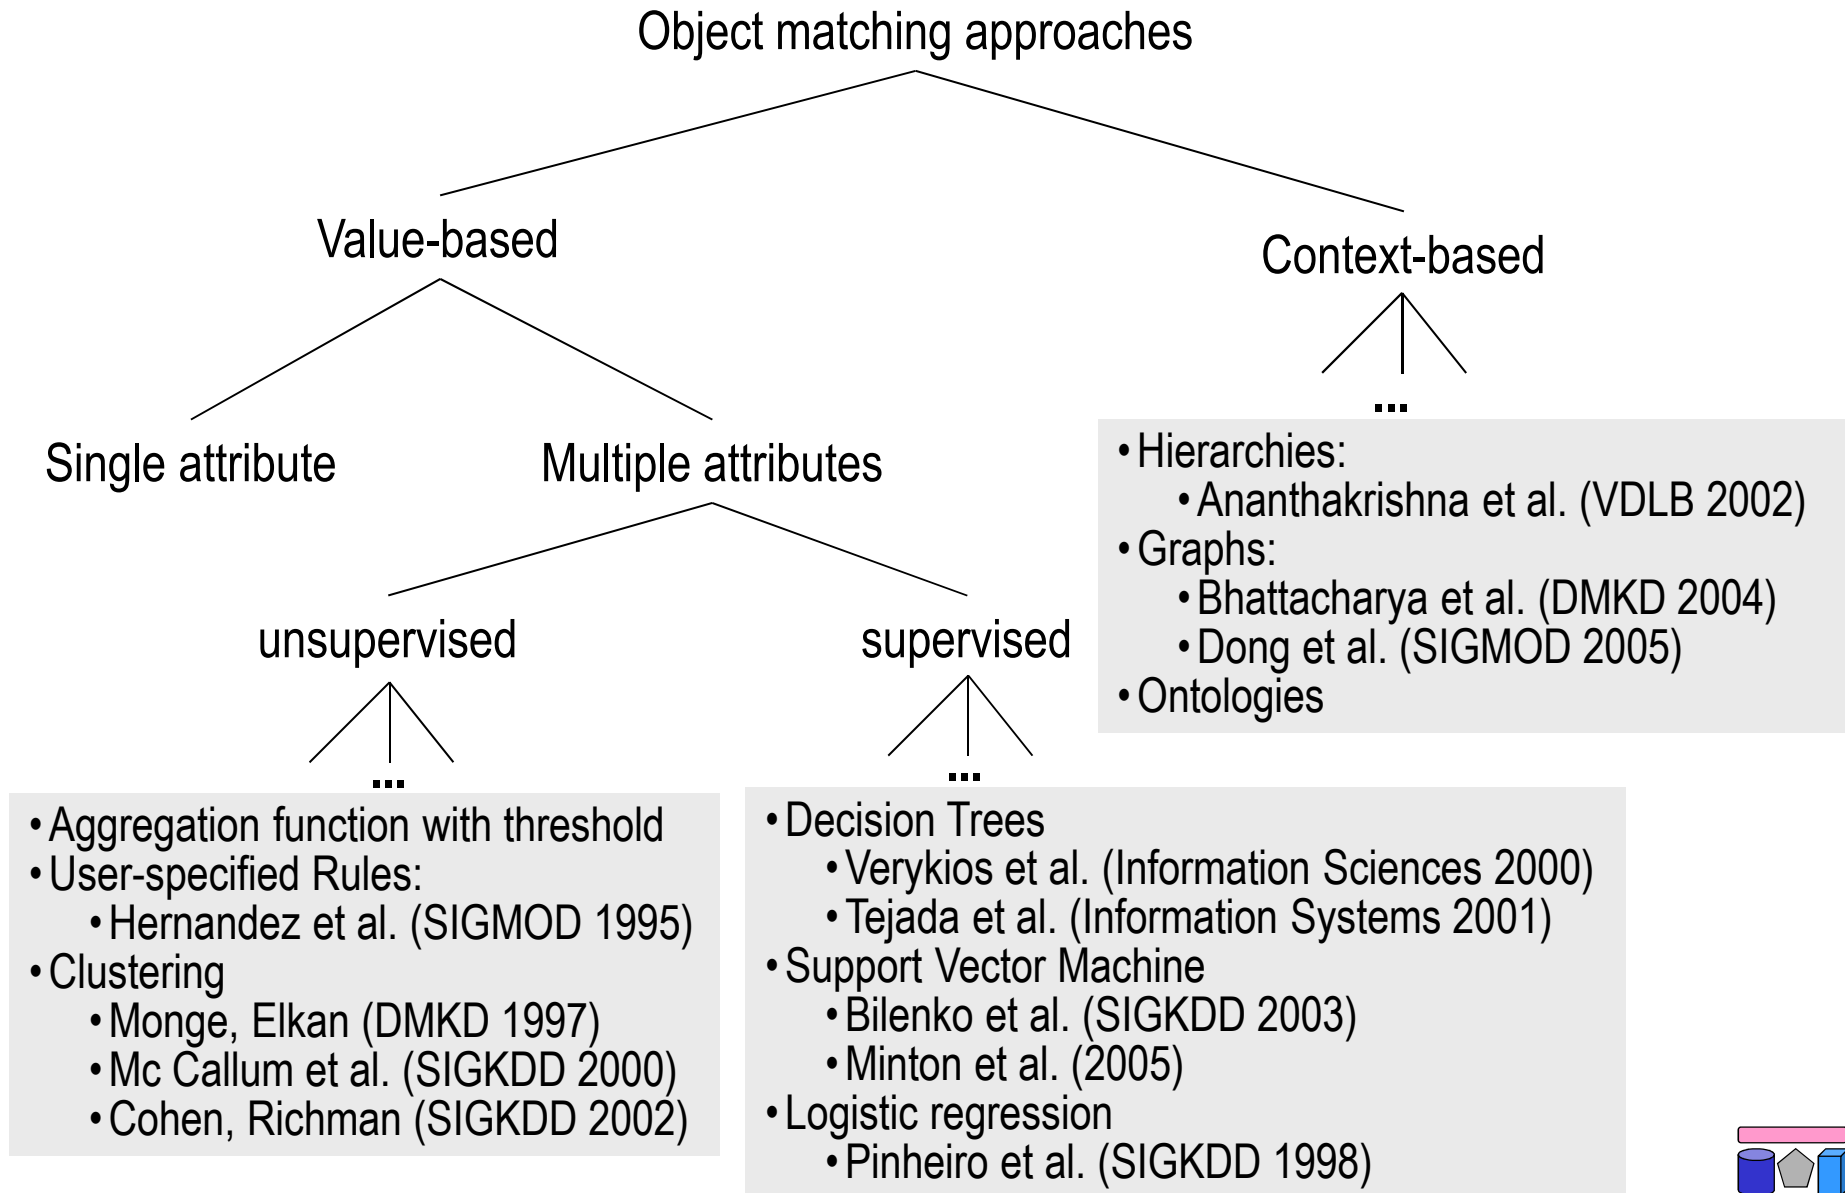 Object matching approaches
Value-based
Context-based
...
Single attribute
Multiple attributes
•Hierarchies:
•Ananthakrishna et al. (VDLB 2002)
•Graphs:
•Bhattacharya et al. (DMKD 2004)
•Dong et al. (SIGMOD 2005)
•Ontologies
unsupervised
supervised
...
...
•Aggregation function with threshold
•User-specified Rules:
•Hernandez et al. (SIGMOD 1995)
•Clustering
•Monge, Elkan (DMKD 1997)
•Mc Callum et al. (SIGKDD 2000)
•Cohen, Richman (SIGKDD 2002)
•Decision Trees
•Verykios et al. (Information Sciences 2000)
•Tejada et al. (Information Systems 2001)
•Support Vector Machine
•Bilenko et al. (SIGKDD 2003)
•Minton et al. (2005)
•Logistic regression
•Pinheiro et al. (SIGKDD 1998)